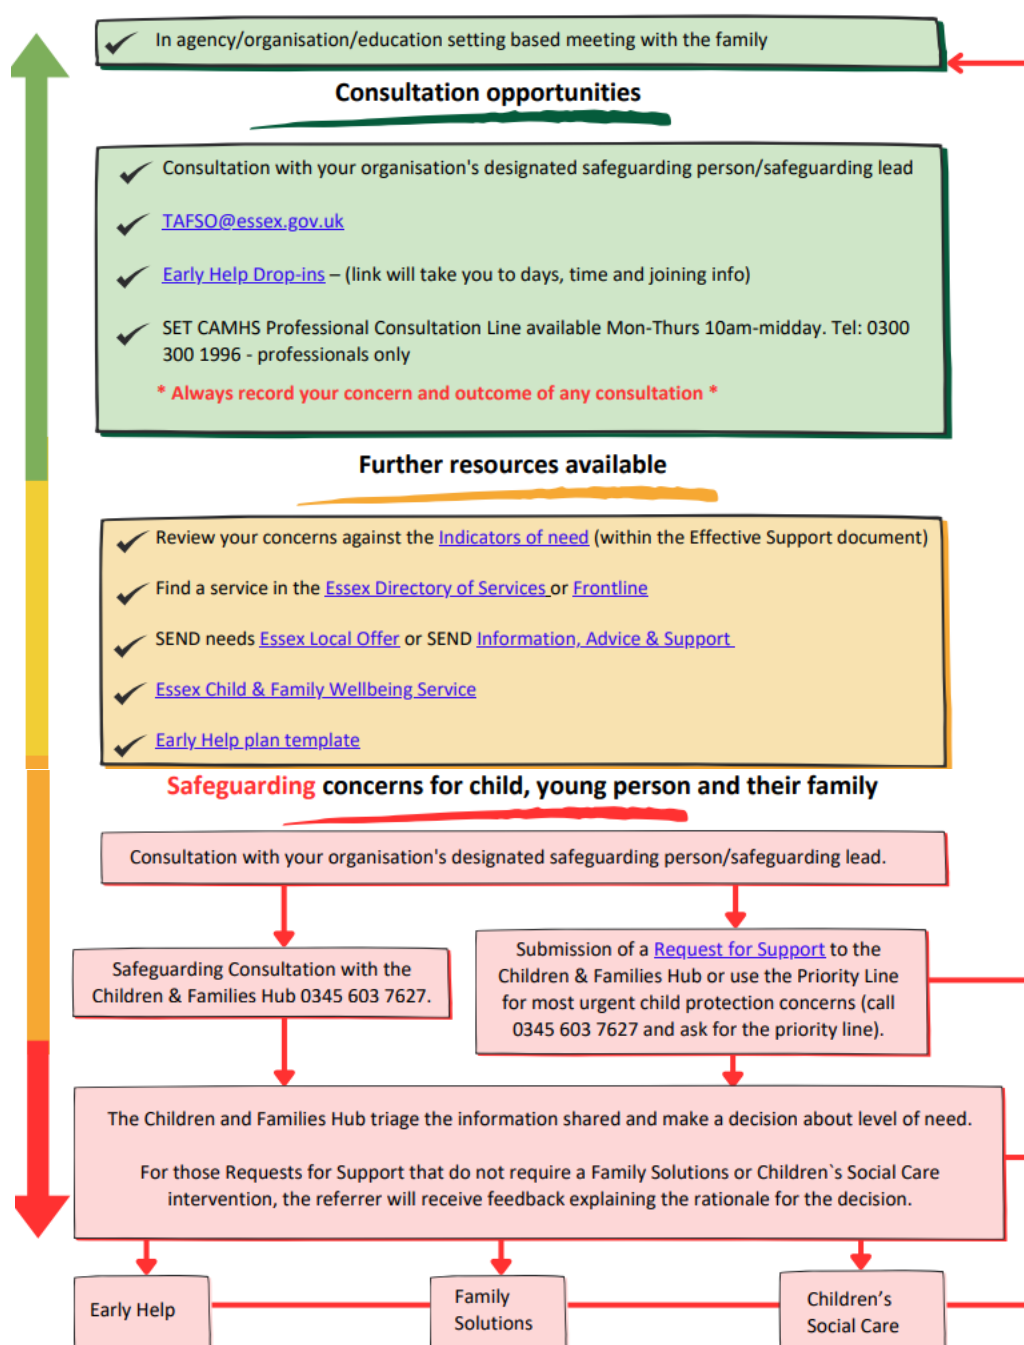 In agency/organisation/education setting based meeting with the family
Consultation opportunities
Consultation with your organisation's designated safeguarding person/safeguarding lead
TAFSO@essex.gov.uk
Early Help Drop-ins – (link will take you to days, time and joining info)
SET CAMHS Professional Consultation Line available Mon-Thurs 10am-midday. Tel: 0300
300 1996 - professionals only
* Always record your concern and outcome of any consultation *
Further resources available
Review your concerns against the Indicators of need (within the Effective Support document)
Find a service in the Essex Directory of Services or Frontline
SEND needs Essex Local Offer or SEND Information, Advice & Support
Essex Child & Family Wellbeing Service
Early Help plan template
Safeguarding concerns for child, young person and their family
Consultation with your organisation's designated safeguarding person/safeguarding lead.
Safeguarding Consultation with the
Children & Families Hub 0345 603 7627.
Submission of a Request for Support to the
Children & Families Hub or use the Priority Line
for most urgent child protection concerns (call
0345 603 7627 and ask for the priority line).
The Children and Families Hub triage the information shared and make a decision about level of need.
For those Requests for Support that do not require a Family Solutions or Children`s Social Care
intervention, the referrer will receive feedback explaining the rationale for the decision.
Early Help
Family
Solutions
Children’s
Social Care